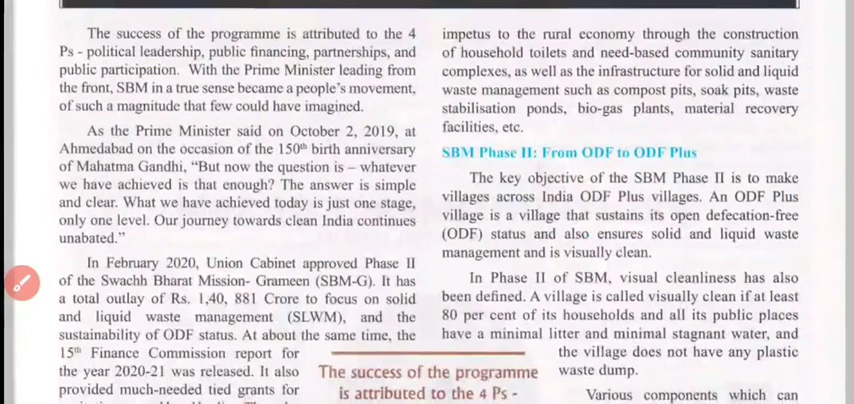 The success of the programme is attributed to the 4
Ps - political leadership, public financing, partnerships, and
public participation. With the Prime Minister leading from
the front, SBM in a true sense became a people's movement,
of such a magnitude that few could have imagined.
As the Prime Minister said on October 2, 2019, at
Ahmedabad on the occasion of the 150th birth anniversary
of Mahatma Gandhi, "But now the question is – whatever
we have achieved is that enough? The answer is simple
and clear. What we have achieved today is just one stage,
only one level. Our journey towards clean India continues
unabated."
In February 2020, Union Cabinet approved Phase II
of the Swachh Bharat Mission- Grameen (SBM-G). It has
a total outlay of Rs. 1,40, 881 Crore to focus on solid
and liquid waste management (SLWM), and the
sustainability of ODF status. At about the same time, the
15th Finance Commission report for
the year 2020-21 was released. It also
provided much-needed tied grants for
The success of the programme
is attributed to the 4 Ps -
impetus to the rural economy through the construction
of household toilets and need-based community sanitary
complexes, as well as the infrastructure for solid and liquid
waste management such as compost pits, soak pits, waste
stabilisation ponds, bio-gas plants, material recovery
facilities, etc.
SBM Phase II: From ODF to ODF Plus
The key objective of the SBM Phase II is to make
villages across India ODF Plus villages. An ODF Plus
village is a village that sustains its open defecation-free
(ODF) status and also ensures solid and liquid waste
management and is visually clean.
In Phase II of SBM, visual cleanliness has also
been defined. A village is called visually clean if at least
80 per cent of its households and all its public places
have a minimal litter and minimal stagnant water, and
the village does not have any plastic
waste dump.
Various components which can